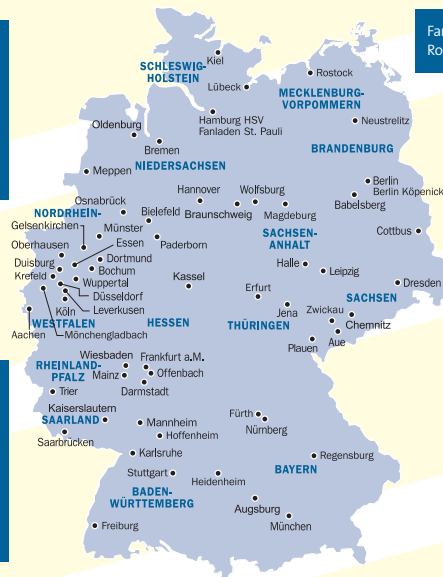 Fan
Ro
Kiel
SCHLESWIG-
HOLSTEIN
Rostock
Lübeck
MECKLENBURG-
VORPOMMERN
Hamburg HSV
Fanladen St. Pauli
Neustrelitz
Oldenburg
Bremen
BRANDENBURG
NIEDERSACHSEN
Meppen
Berlin
Berlin Köpenick
Babelsberg
Hannover
Wolfsburg
Osnabrück
Braunschweig
Magdeburg
NORDRHEIN-
Bielefeld
Gelsenkirchen
Münster
Cottbus
SACHSEN-
ANHALT
Oberhausen
Essen
Paderborn
Duisburg
Dortmund
Halle
Leipzig
Krefeld
Bochum
Wuppertal
Kassel
Dresden
Düsseldorf
Erfurt
SACHSEN
Leverkusen
Köln
Jena
Zwickau
WESTFALEN
HESSEN
THÜRINGEN
Chemnitz
Aachen
Mönchengladbach
Aue
Plauen
Wiesbaden
Frankfurt a.M.
RHEINLAND-
PFALZ
Mainz
Offenbach
Darmstadt
Trier
Kaiserslautern
SAARLAND
Mannheim
Fürth
Nürnberg
Saarbrücken
Hoffenheim
Karlsruhe
Regensburg
Stuttgart
Heidenheim
BAYERN
BADEN-
WÜRTTEMBERG
Augsburg
München
Freiburg